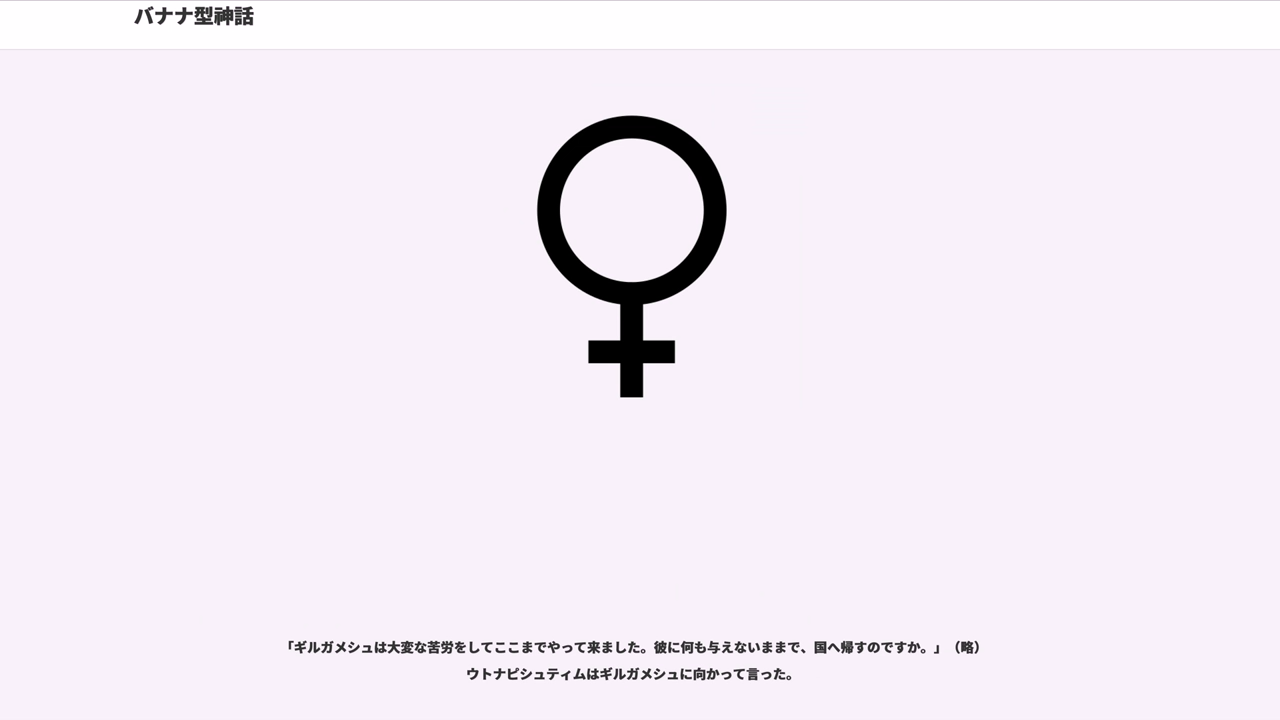 バナナ型神話
「ギルガメシュは大変な苦労をしてここまでやって来ました。彼に何も与えないままで、国へ帰すのですか。」（略）
ウトナピシュティムはギルガメシュに向かって言った。